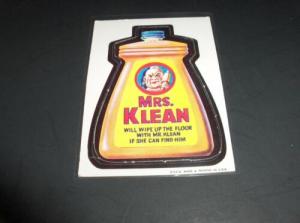 MRS.
KLEAN
WILL WIPE UP THE FLOOR
WITH MR. KLEAN
IF SHE CAN FIND HIM